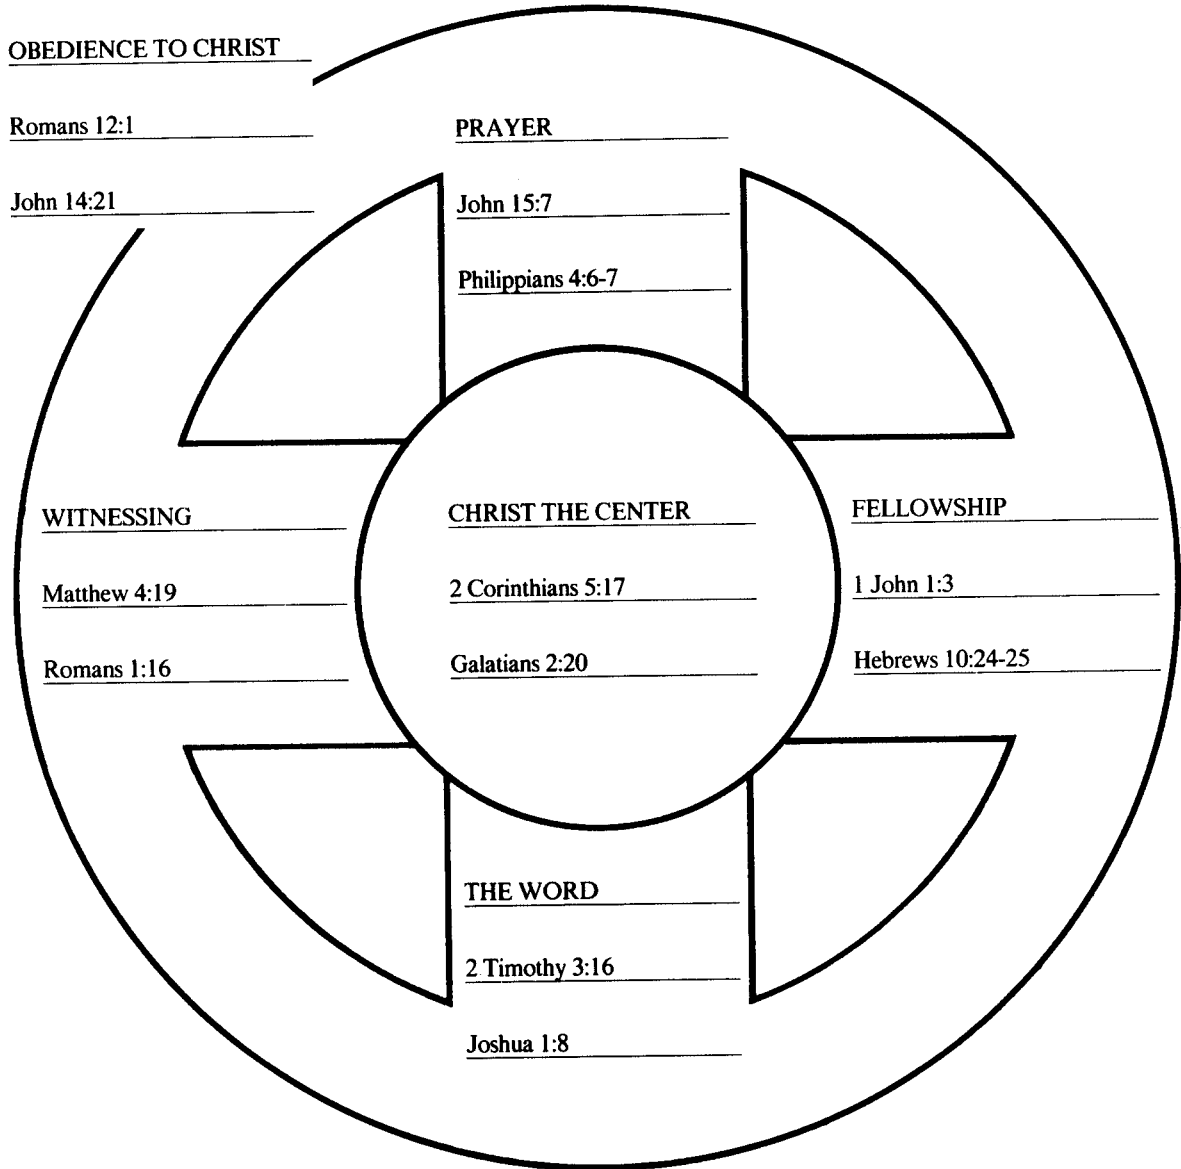 OBEDIENCE TO CHRIST
Romans 12:1
John 14:21
PRAYER
John 15:7
Philippians 4:6-7
WITNESSING
Matthew 4:19
Romans 1:16
CHRIST THE CENTER
2 Corinthians 5:17
Galatians 2:20
FELLOWSHIP
1 John 1:3
Hebrews 10:24-25
THE WORD
2 Timothy 3:16
Joshua 1:8